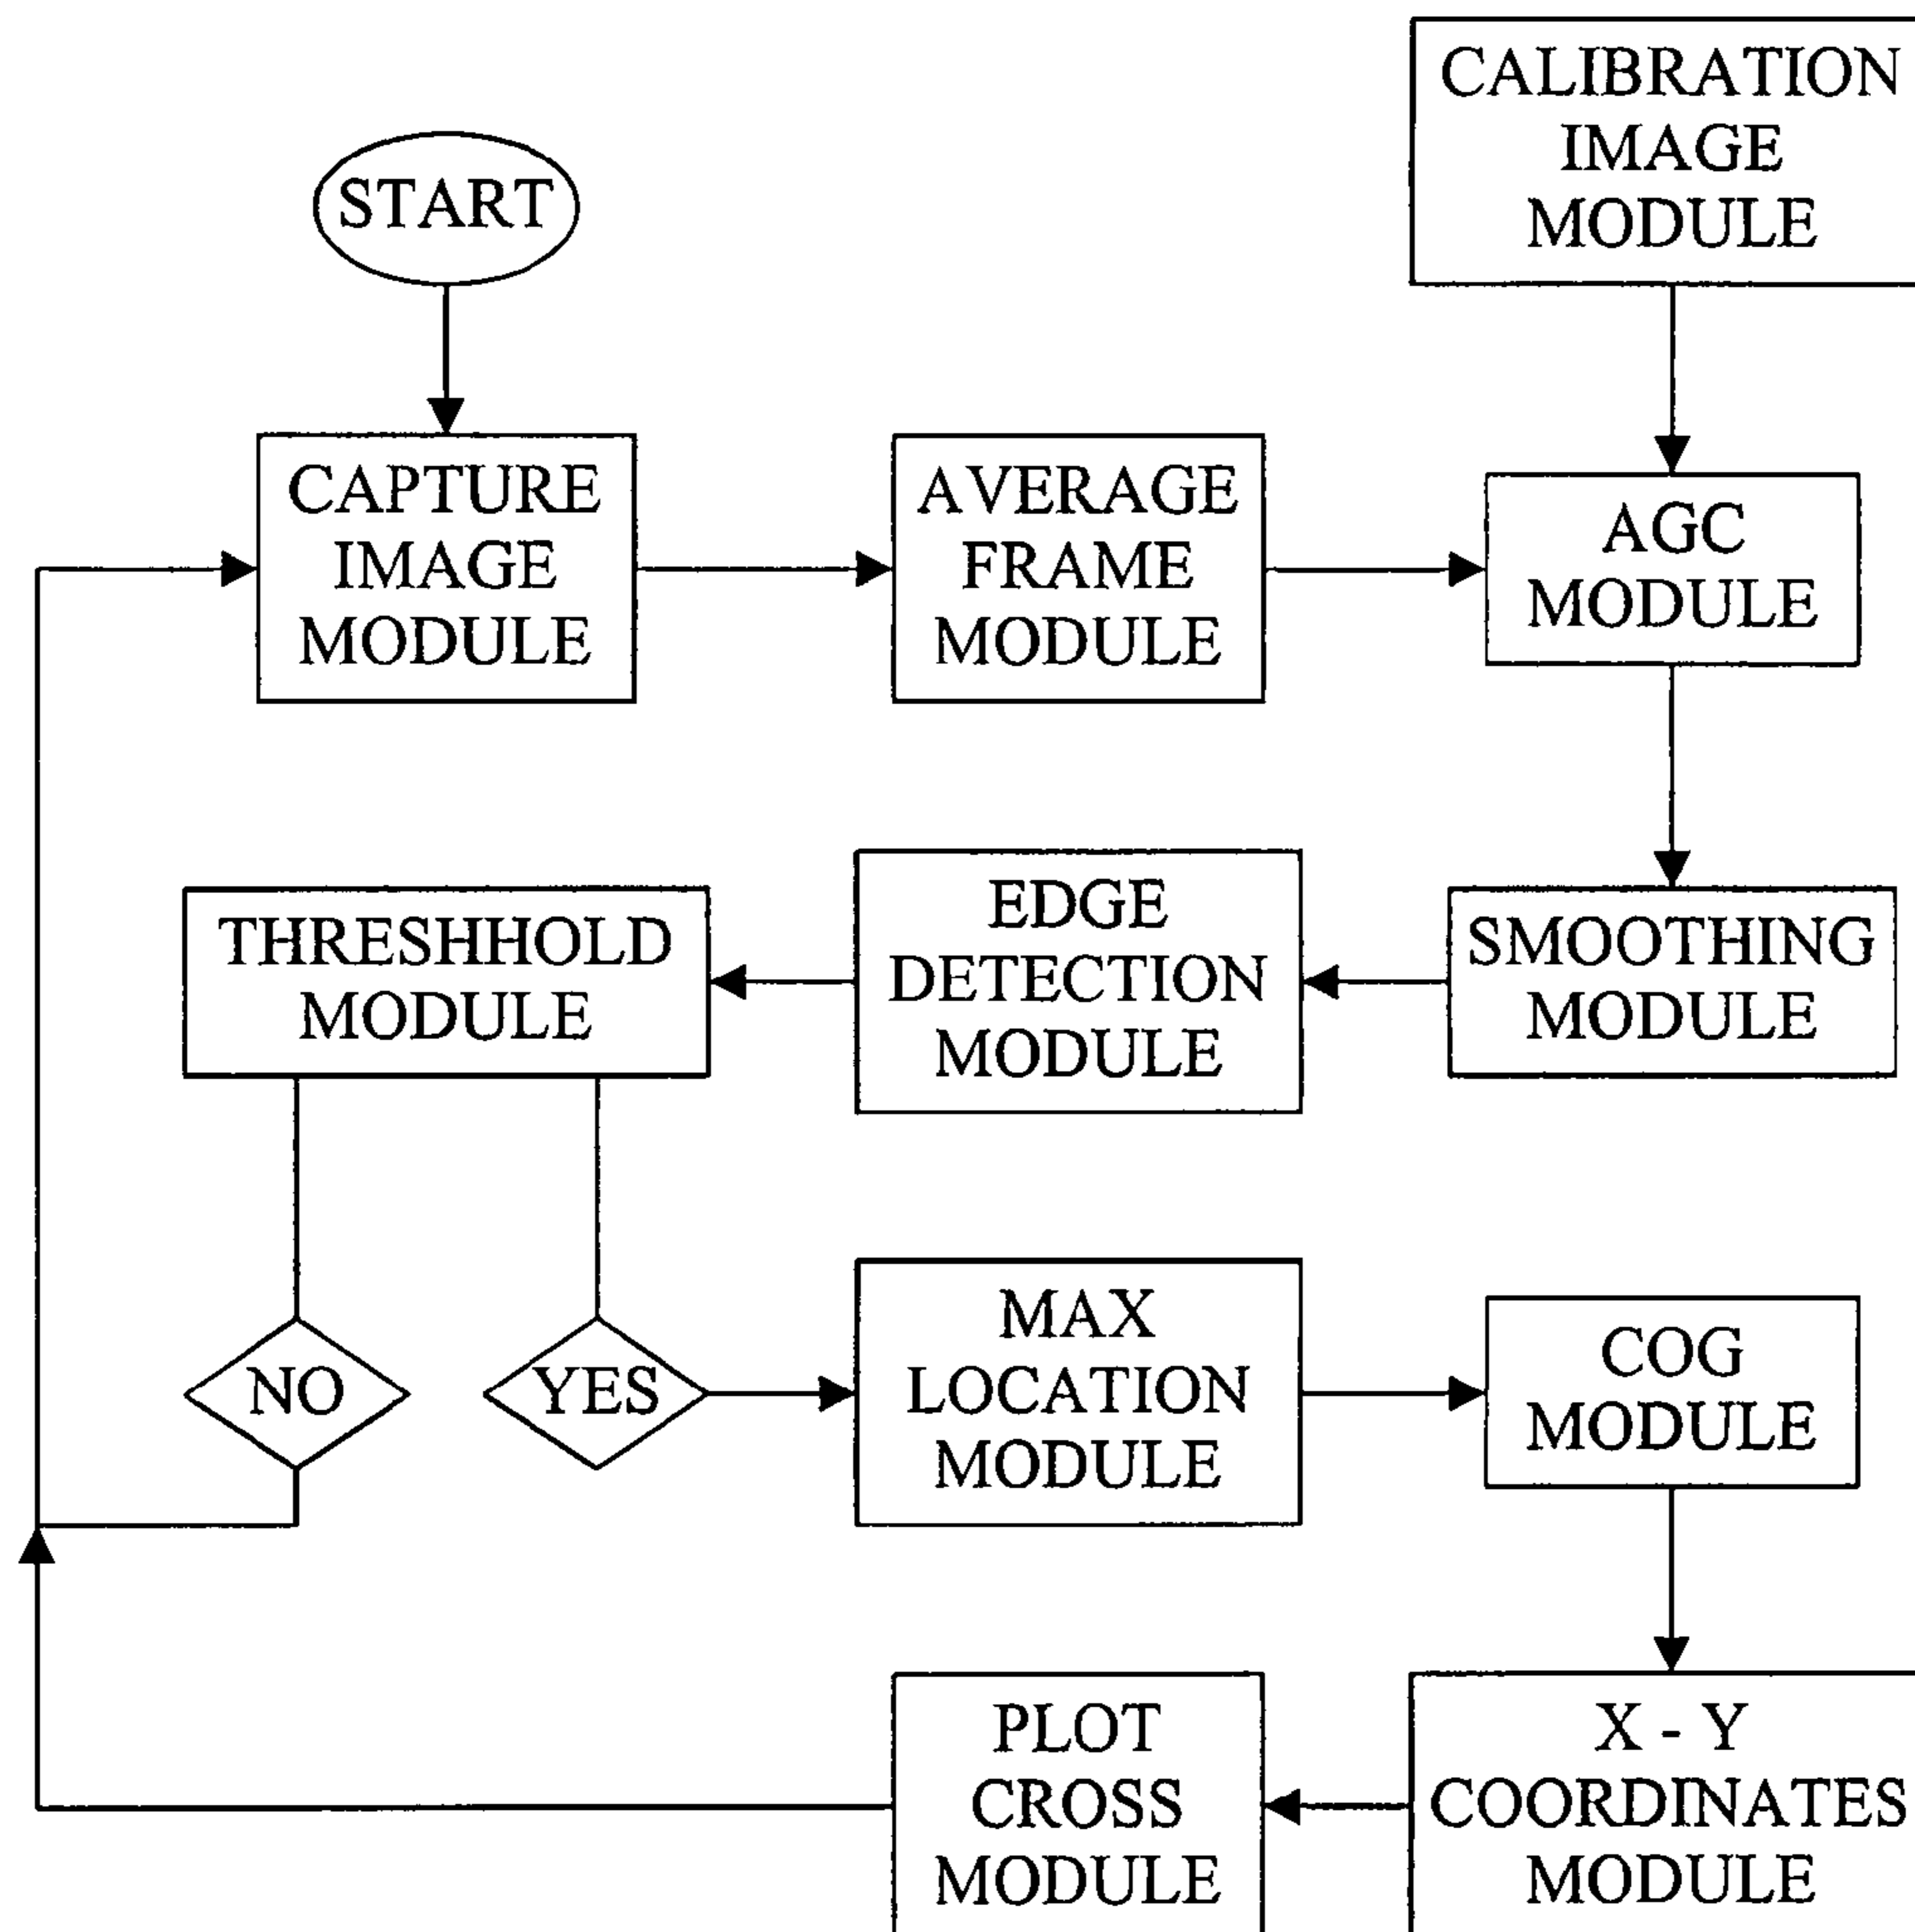 CALIBRATION
IMAGE
MODULE
START
CAPTURE
IMAGE
MODULE
AVERAGE
FRAME
MODULE
AGC
MODULE
THRESHHOLD
MODULE
EDGE
DETECTION
MODULE
SMOOTHING
MODULE
NO
YES
MAX
LOCATION
MODULE
COG
MODULE
PLOT
CROSS
MODULE
X - Y
COORDINATES
MODULE